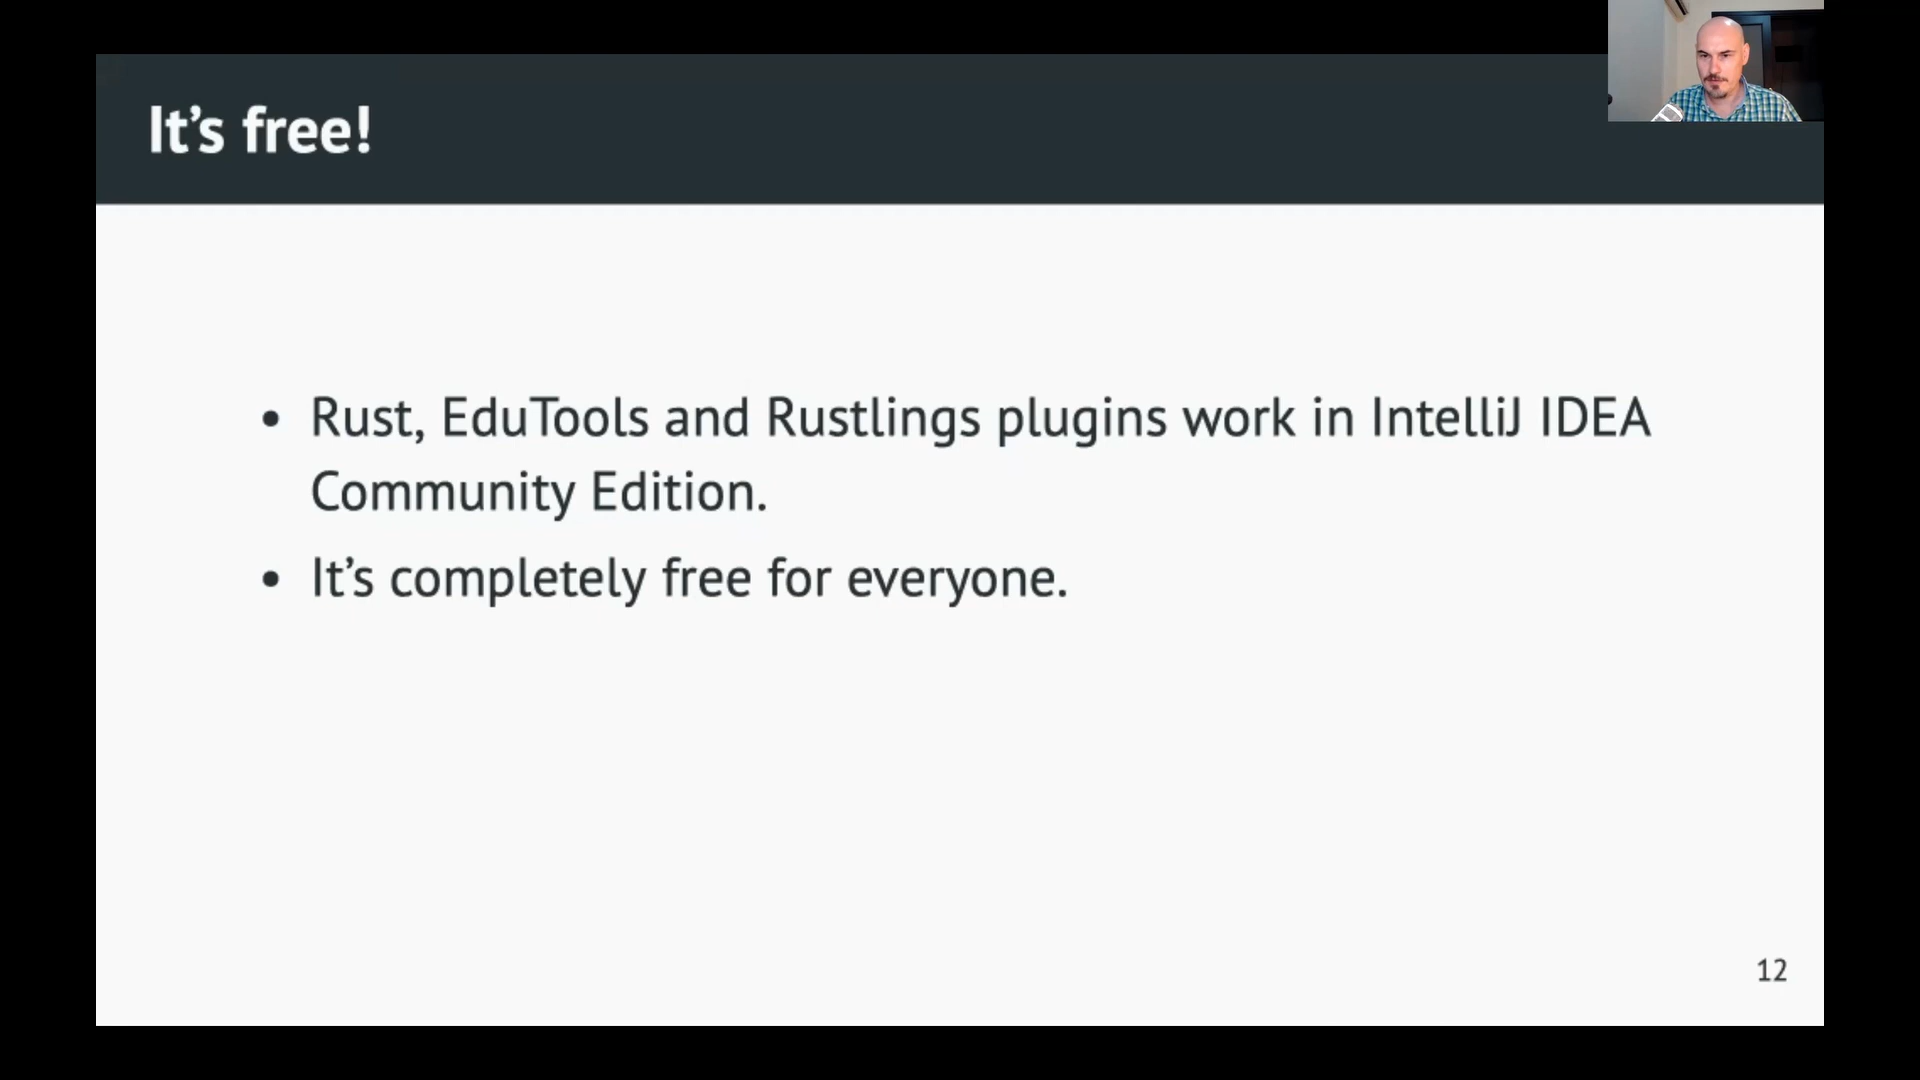 It’s free!
• Rust, EduTools and Rustlings plugins work in IntelliJ IDEA
Community Edition.
• It’s completely free for everyone.
12